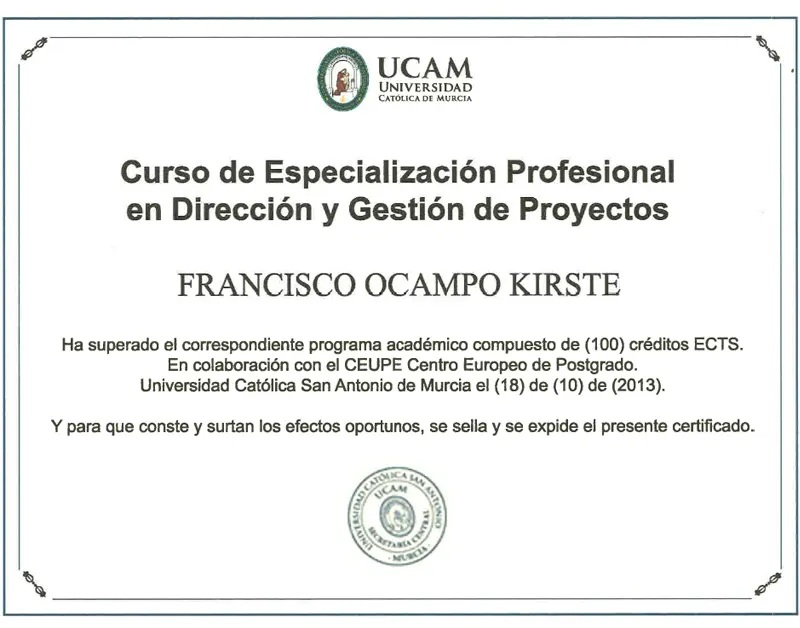 UCAM
UNIVERSIDAD
CATÓLICA DE MURCIA
Curso de Especialización Profesional
en Dirección y Gestión de Proyectos
FRANCISCO OCAMPO KIRSTE
Ha superado el correspondiente programa académico compuesto de (100) créditos ECTS.
En colaboración con el CEUPE Centro Europeo de Postgrado.
Universidad Católica San Antonio de Murcia el (18) de (10) de (2013).
Y para que conste y surtan los efectos oportunos, se sella y se expide el presente certificado.
UNIVERSIDAD CATÓLICA SAN ANTONIO
UCAM
SECRETARÍA CENTRAL
- MURCIA -